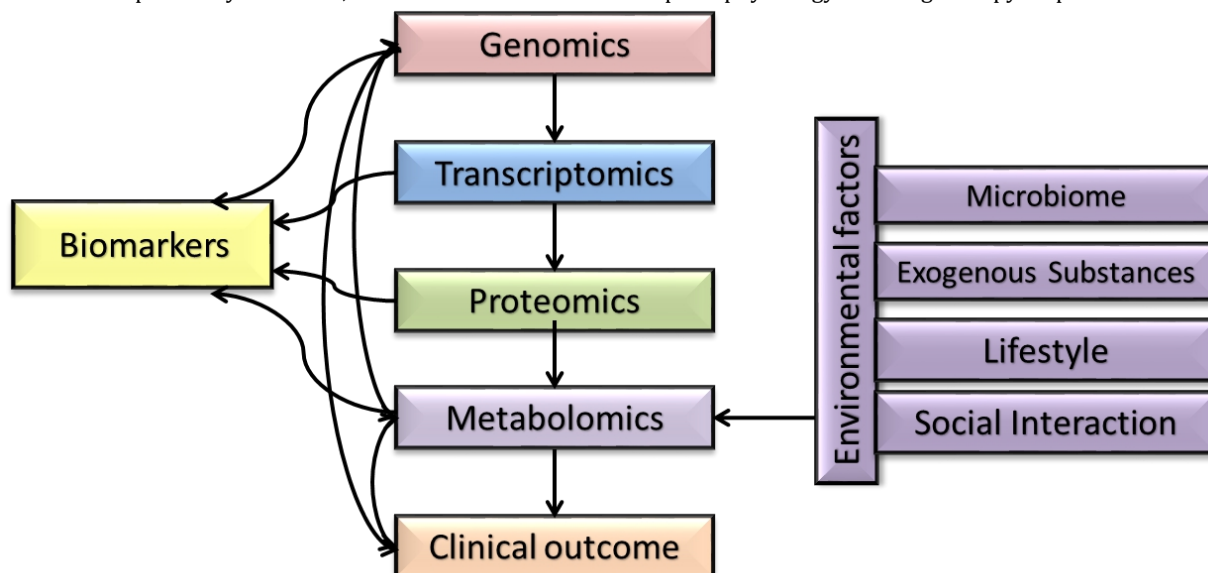 Genomics
Transcriptomics
Biomarkers
Proteomics
Metabolomics
Clinical outcome
Environmental factors
Microbiome
Exogenous Substances
Lifestyle
Social Interaction